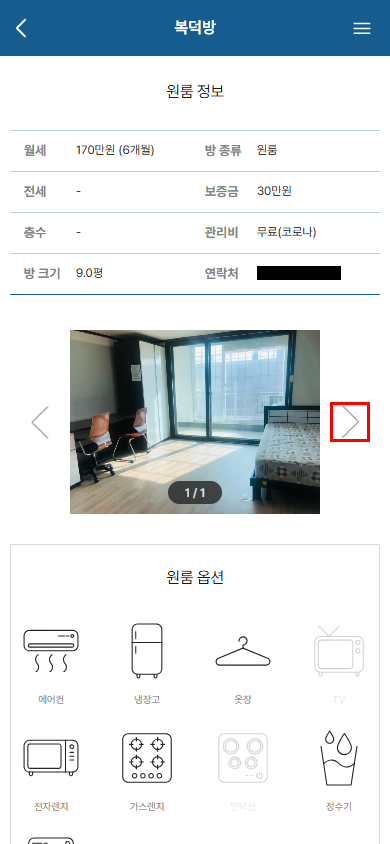 복덕방
원룸 정보
월세 170만원 (6개월) 방 종류 원룸
전세 - 보증금 30만원
층수 - 관리비 무료(코로나)
방 크기 9.0평 연락처
1 / 1
원룸 옵션
에어컨 냉장고 옷장 TV
전자렌지 가스렌지 인덕션 정수기